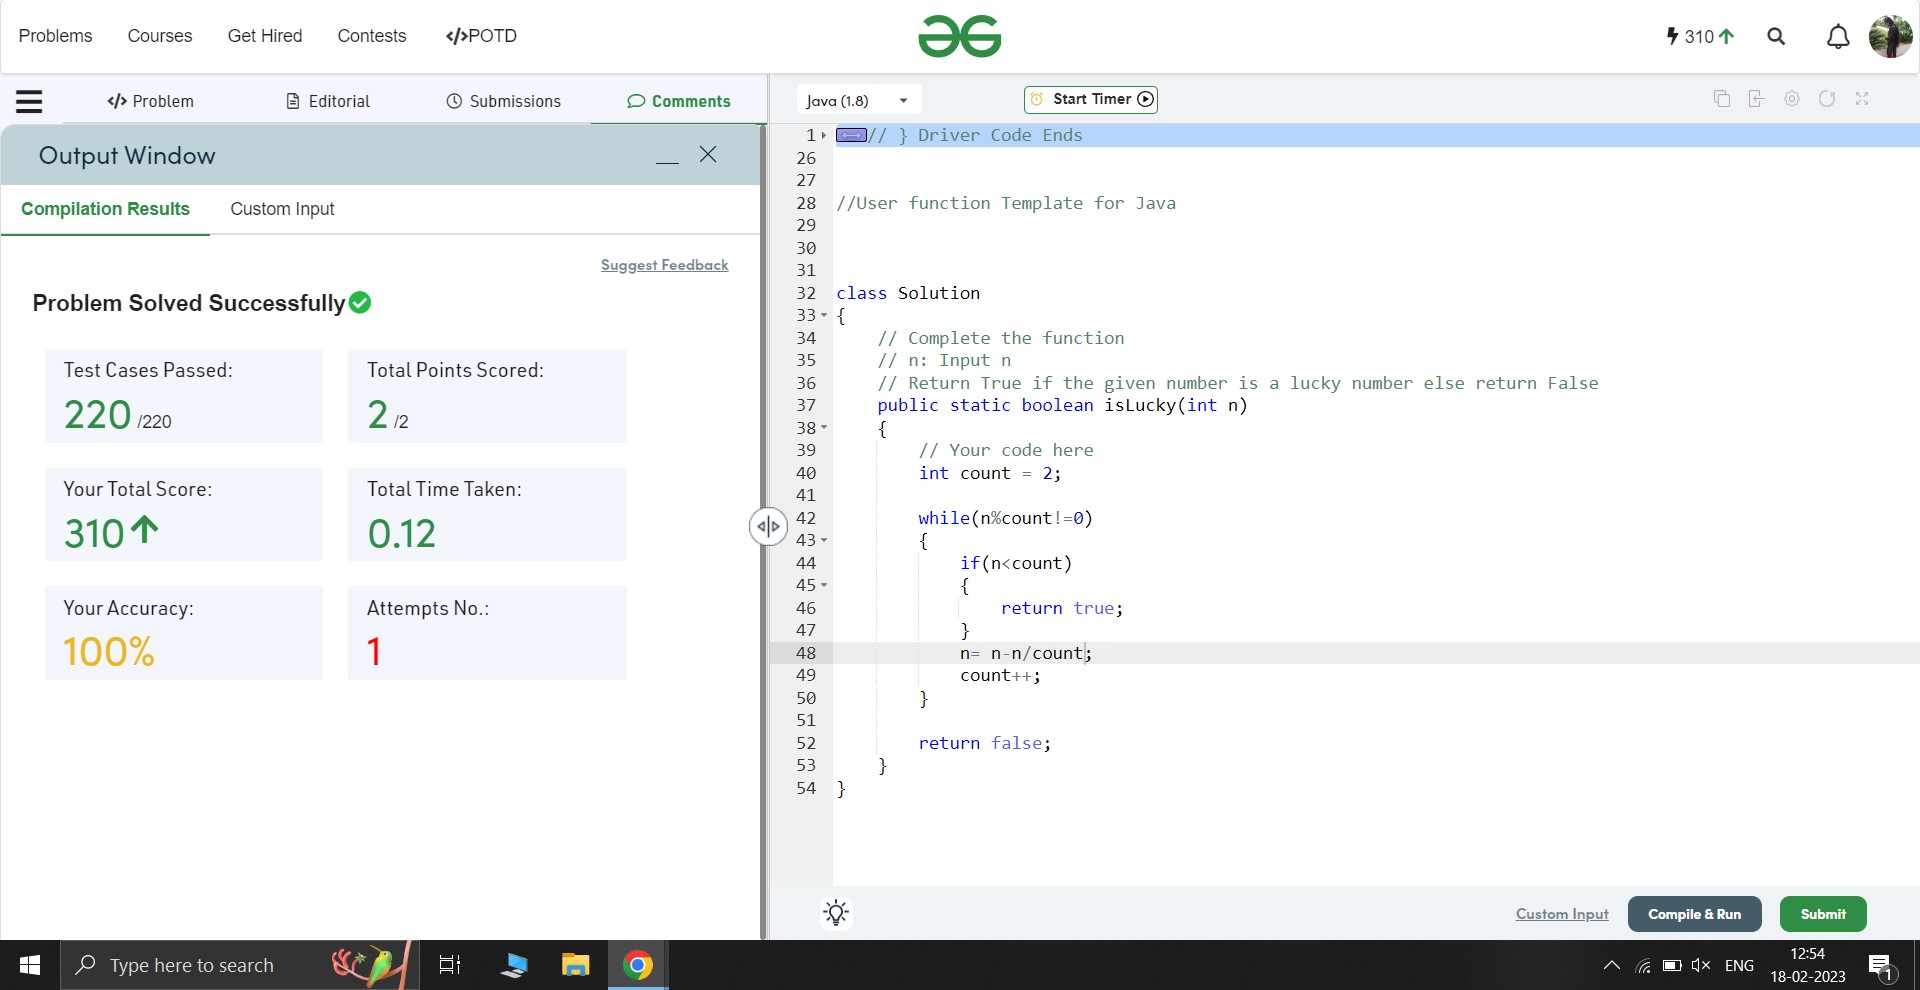 Problems Courses Get Hired Contests </>POTD
310
</> Problem Editorial Submissions Comments
Output Window
Compilation Results Custom Input
Suggest Feedback
Problem Solved Successfully
Test Cases Passed: Total Points Scored:
220 /220 2 /2
Your Total Score: Total Time Taken:
310 0.12
Your Accuracy: Attempts No.:
100% 1
Java (1.8) Start Timer
1 // } Driver Code Ends
26
27
28 //User function Template for Java
29
30
31
32 class Solution
33 {
34 // Complete the function
35 // n: Input n
36 // Return True if the given number is a lucky number else return False
37 public static boolean isLucky(int n)
38 {
39 // Your code here
40 int count = 2;
41
42 while(n%count!=0)
43 {
44 if(n<count)
45 {
46 return true;
47 }
48 n= n-n/count;
49 count++;
50 }
51
52 return false;
53 }
54 }
Custom Input Compile & Run Submit
Type here to search
ENG
12:54
18-02-2023
1